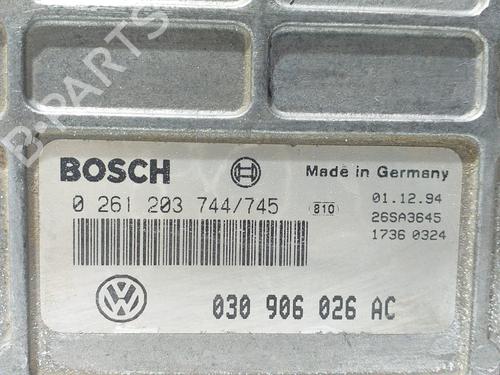 B-PARTS
BOSCH
Made in Germany
0 261 203 744/745
810
01.12.94
26SA3645
1736 0324
VW
030 906 026 AC